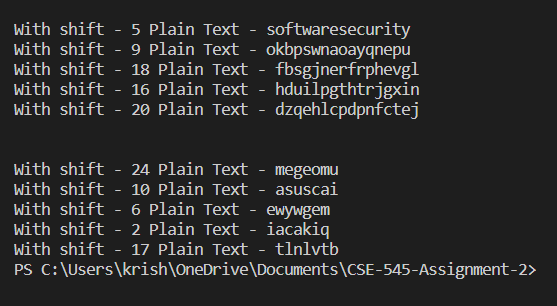 With shift - 5 Plain Text - softwaresecurity
With shift - 9 Plain Text - okbpswnaoayqnepu
With shift - 18 Plain Text - fbsgjnerfrphevgl
With shift - 16 Plain Text - hduilpgthtrjgxin
With shift - 20 Plain Text - dzqehlcpdpnfctej
With shift - 24 Plain Text - megeomu
With shift - 10 Plain Text - asuscai
With shift - 6 Plain Text - ewywgem
With shift - 2 Plain Text - iacakiq
With shift - 17 Plain Text - tlnlvtb
PS C:\Users\krish\OneDrive\Documents\CSE-545-Assignment-2>